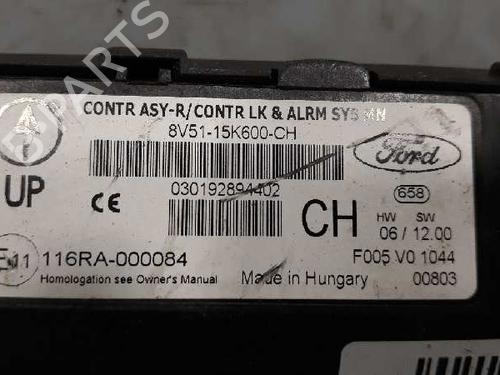 CONTR ASY-R/CONTR LK & ALRM SYS MN
8V51-15K600-CH
Ford
030192894402
UP
CH
658
HW SW
06 / 12.00
E11
116RA-000084
F005 V0 1044
Homologation see Owner's Manual
Made in Hungary
00803
PARTS